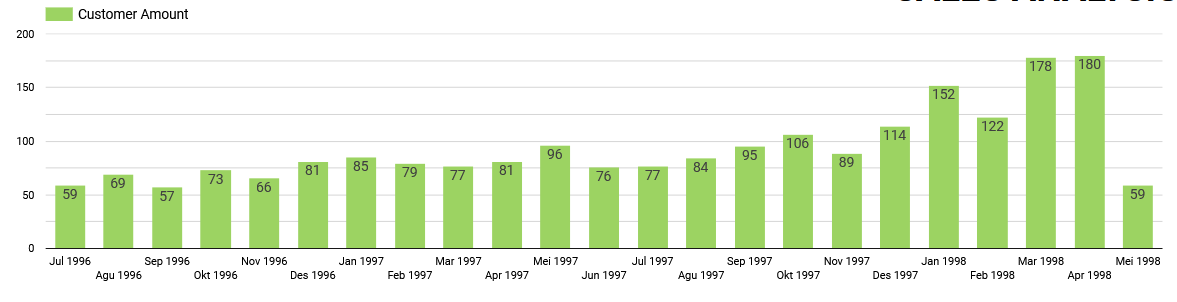 Customer Amount
200
150
100
50
0
59 69 57 73 66 81 85 79 77 81 96 76 77 84 95 106 89 114 152 122 178 180 59
Jul 1996 Sep 1996 Nov 1996 Jan 1997 Mar 1997 Mei 1997 Jul 1997 Sep 1997 Nov 1997 Jan 1998 Mar 1998 Mei 1998
Agu 1996 Okt 1996 Des 1996 Feb 1997 Apr 1997 Jun 1997 Agu 1997 Okt 1997 Des 1997 Feb 1998 Apr 1998